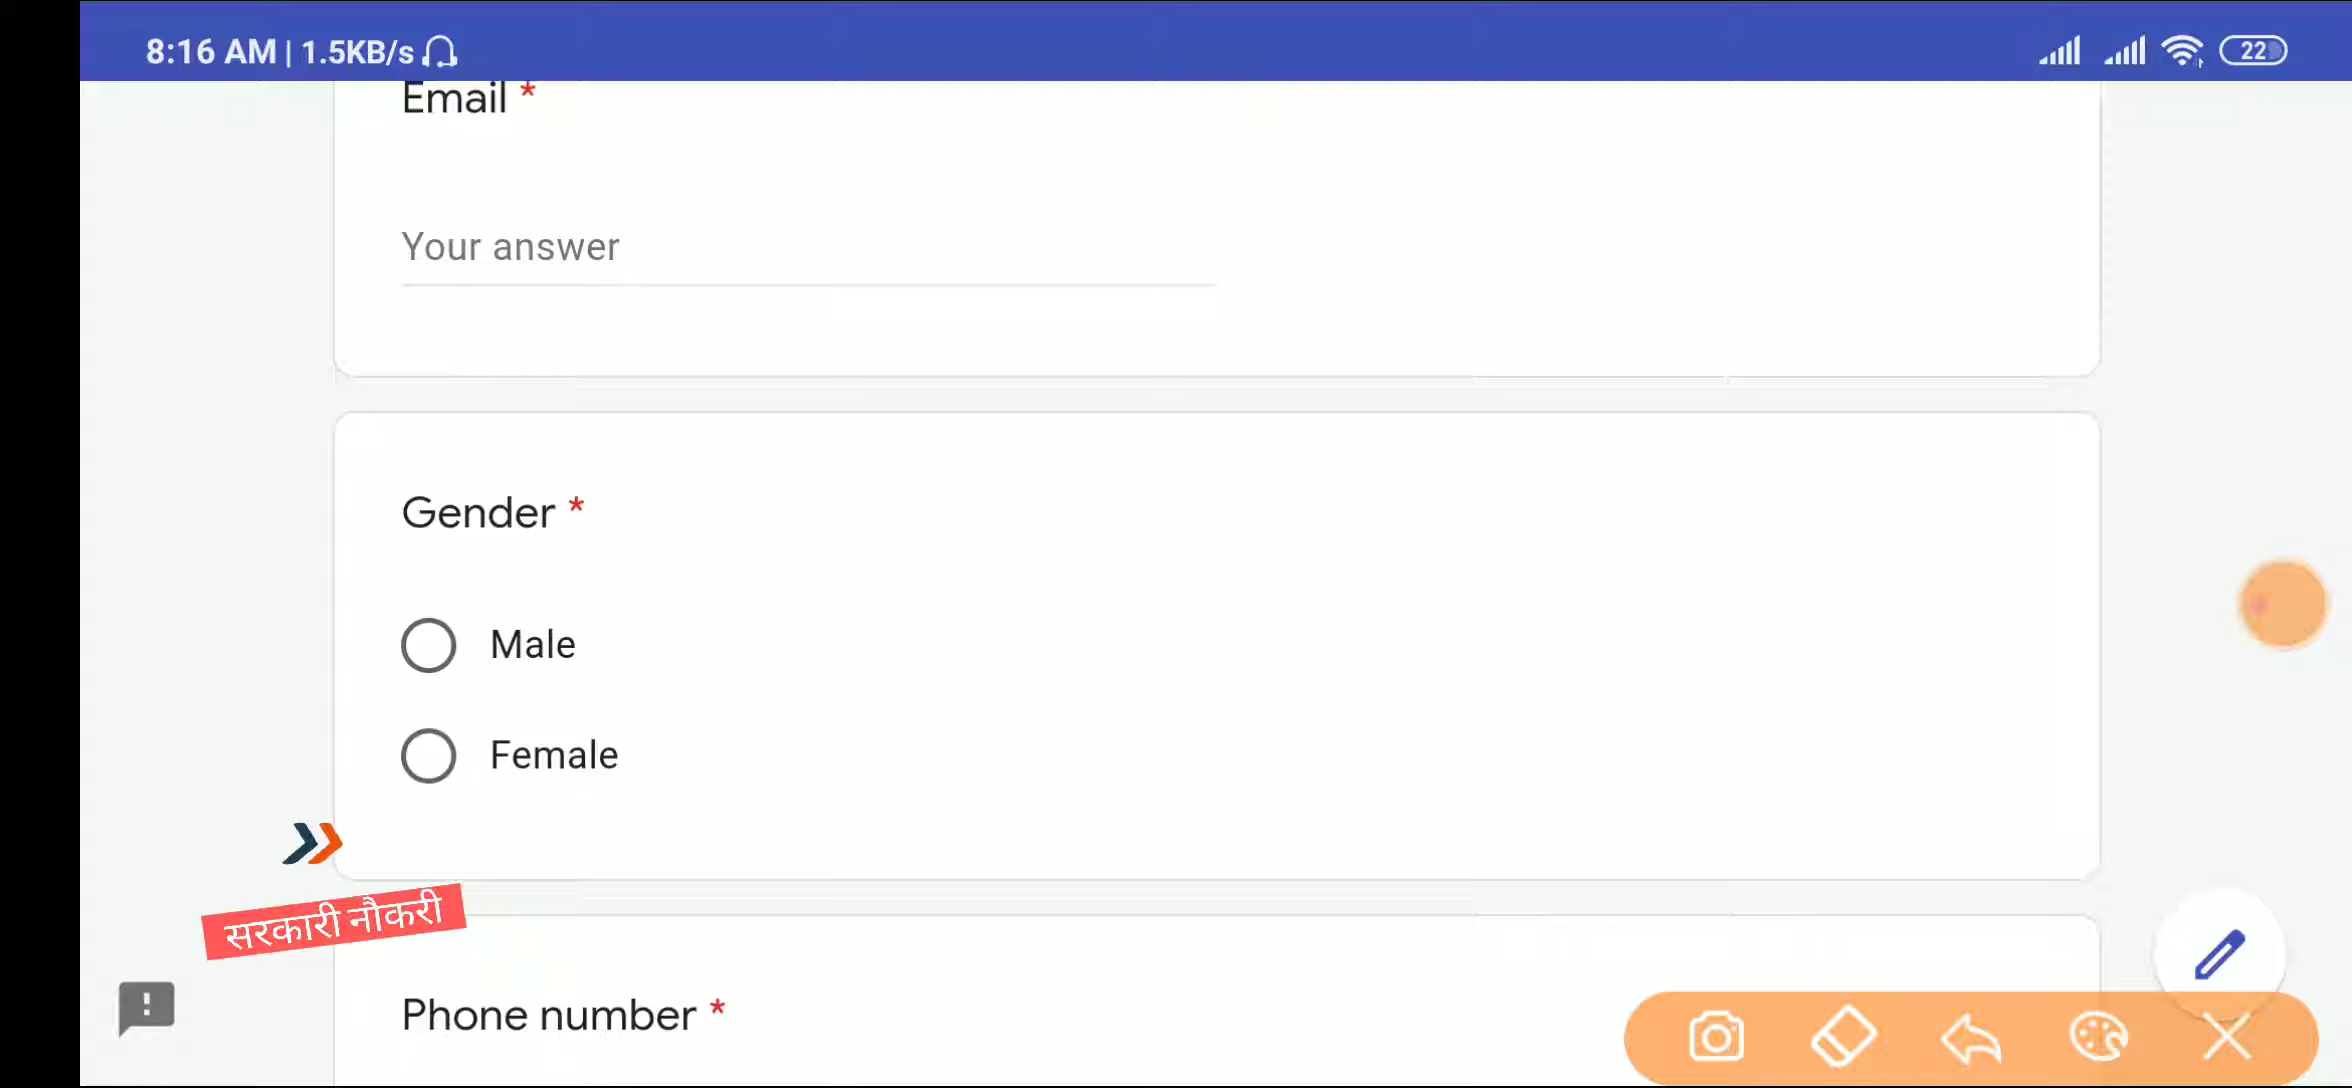 8:16 AM | 1.5KB/s
22
Email *
Your answer
Gender *
Male
Female
सरकारी नौकरी
Phone number *